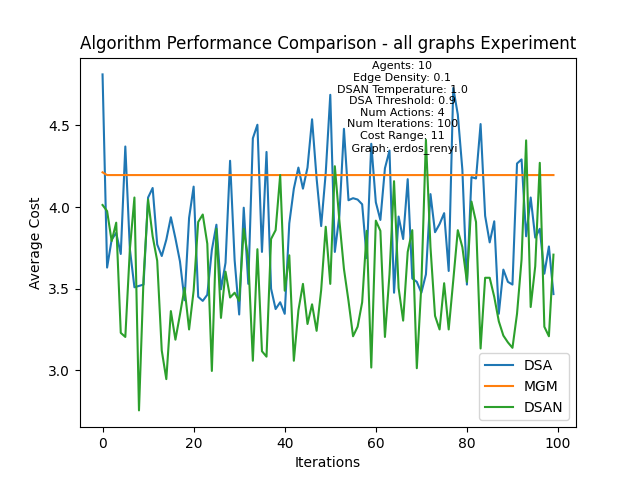 Algorithm Performance Comparison - all graphs Experiment
Agents: 10
Edge Density: 0.1
DSAN Temperature: 1.0
DSA Threshold: 0.9
Num Actions: 4
Num Iterations: 100
Cost Range: 11
Graph: erdos_renyi
Average Cost
4.5
4.0
3.5
3.0
DSA
MGM
DSAN
0
20
40
60
80
100
Iterations